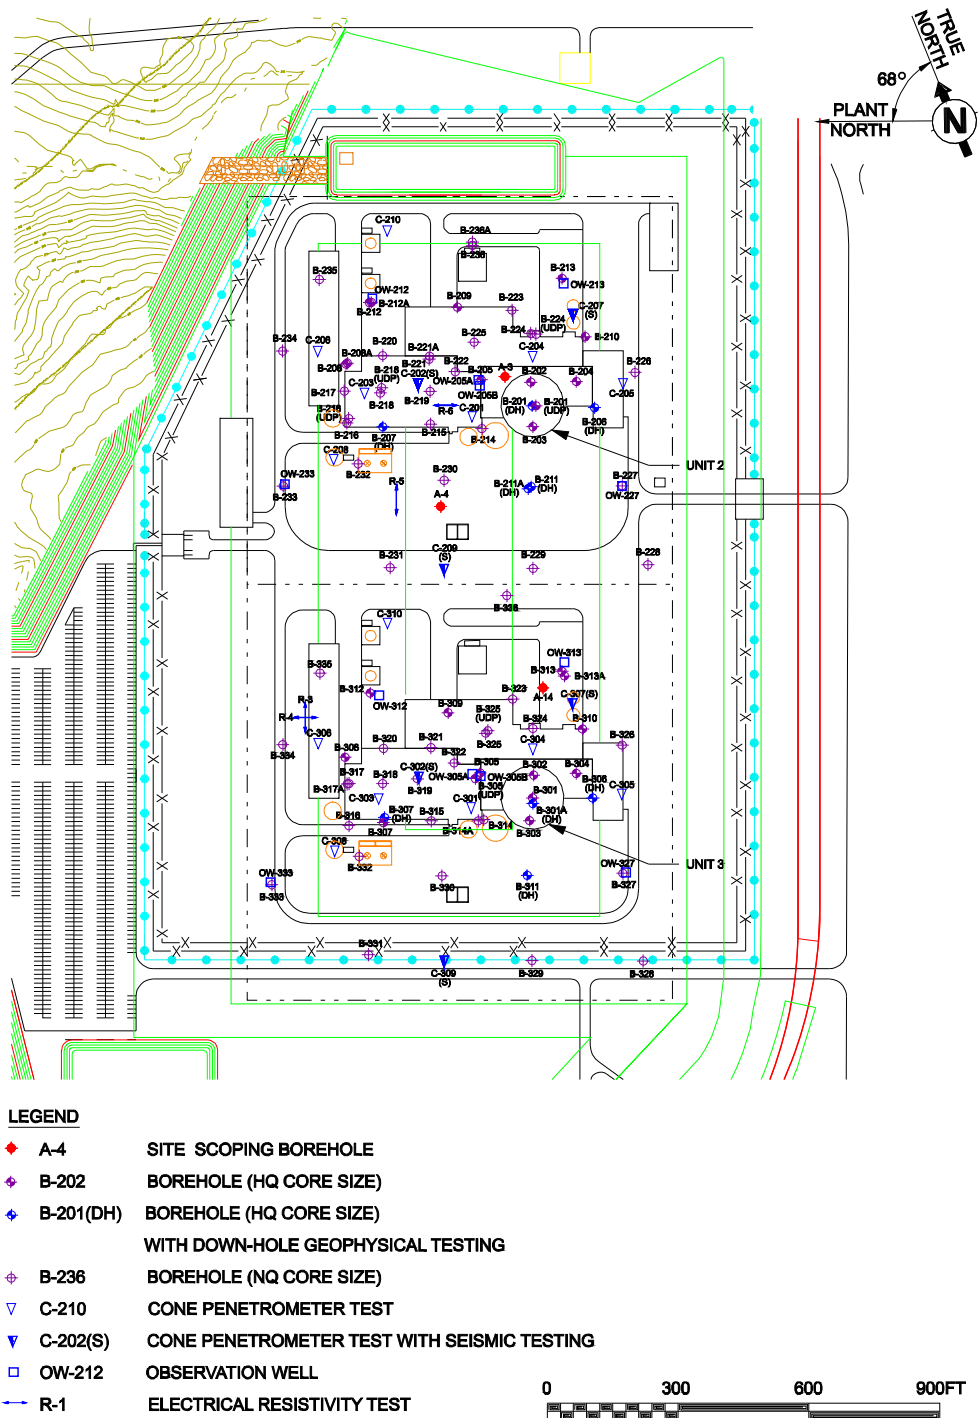 TRUE
NORTH
68°
PLANT
NORTH
N
C-210
B-236A
B-236
B-235
B-213
OW-213
OW-212
B-212A
B-212
B-209
B-223
C-207
(S)
B-224
(UDP)
B-224
B-210
B-234
C-206
B-208A
B-208
B-220
B-221A
B-221
B-225
C-204
B-222
B-226
B-218
(UDP)
C-202(S)
OW-205A
B-205
A-3
B-202
B-204
B-217
C-203
B-218
B-219
OW-205B
C-205
R-6
C-201
B-201
(DH)
B-201
(UDP)
B-206
(DH)
B-216
(UDP)
B-216
B-207
(DH)
B-215
B-214
B-203
C-208
B-232
UNIT 2
OW-233
B-233
R-5
B-230
B-211A
(DH)
B-211
(DH)
B-227
OW-227
A-4
C-209
(S)
B-231
B-229
B-228
B-336
C-310
B-335
OW-313
B-313
B-313A
B-312
OW-312
B-323
A-14
C-307(S)
R-3
R-4
B-309
B-325
(UDP)
B-325
B-324
B-310
B-334
C-306
B-320
B-321
C-304
B-326
B-308
B-322
B-317
B-317A
B-318
C-302(S)
B-319
OW-305A
B-305
OW-305B
B-305
(UDP)
B-302
B-304
B-306
(DH)
C-305
C-303
C-301
B-301
B-301A
(DH)
B-316
B-307
(DH)
B-307
B-315
B-314A
B-314
B-303
C-308
B-332
UNIT 3
OW-333
B-333
B-330
B-311
(DH)
OW-327
B-327
B-331
C-309
(S)
B-329
B-328
LEGEND
A-4 SITE SCOPING BOREHOLE
B-202 BOREHOLE (HQ CORE SIZE)
B-201(DH) BOREHOLE (HQ CORE SIZE)
WITH DOWN-HOLE GEOPHYSICAL TESTING
B-236 BOREHOLE (NQ CORE SIZE)
C-210 CONE PENETROMETER TEST
C-202(S) CONE PENETROMETER TEST WITH SEISMIC TESTING
OW-212 OBSERVATION WELL
R-1 ELECTRICAL RESISTIVITY TEST
0 300 600 900FT